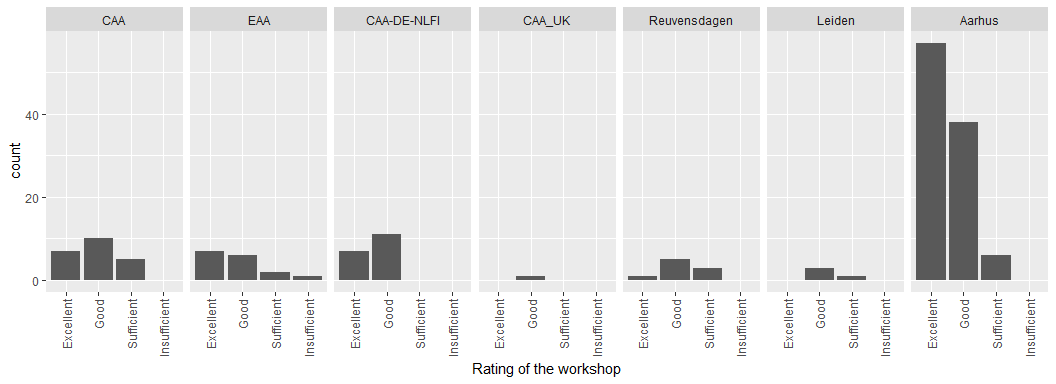 CAA EAA CAA-DE-NLFI CAA_UK Reuvensdagen Leiden Aarhus
count
40
20
0
Excellent Good Sufficient Insufficient Excellent Good Sufficient Insufficient Excellent Good Sufficient Insufficient Excellent Good Sufficient Insufficient Excellent Good Sufficient Insufficient Excellent Good Sufficient Insufficient Excellent Good Sufficient Insufficient
Rating of the workshop